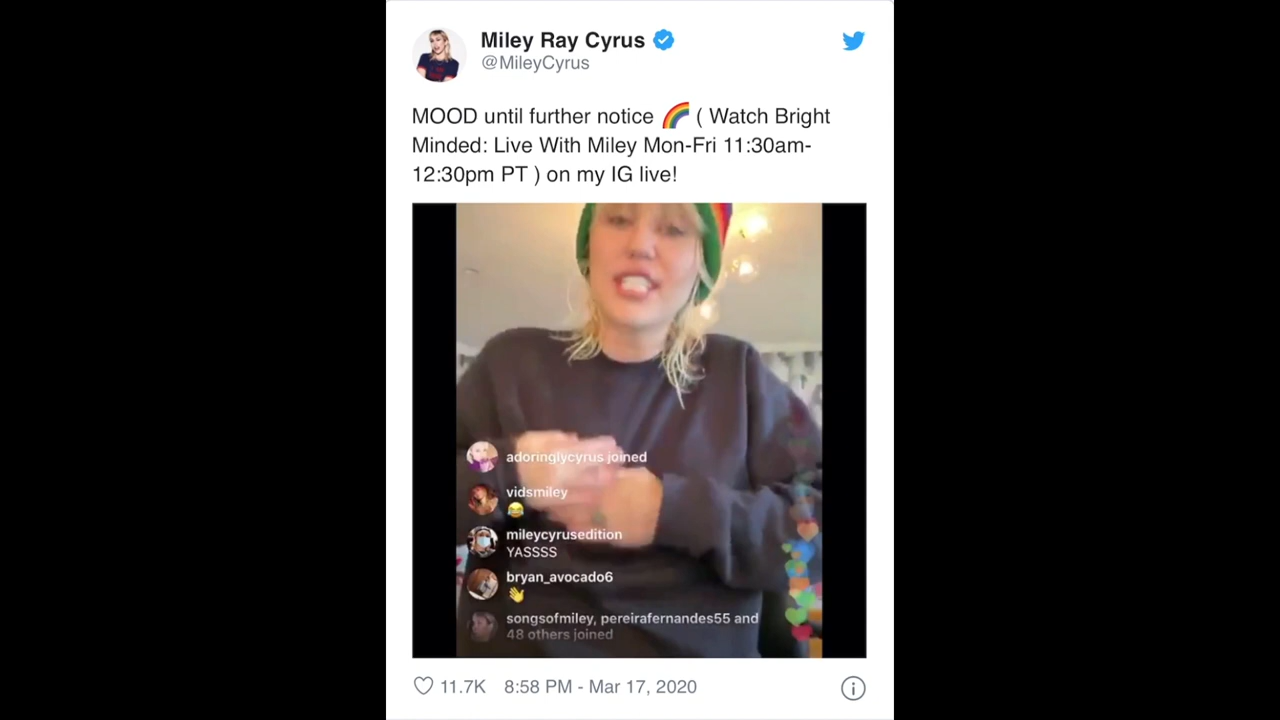 Miley Ray Cyrus
@MileyCyrus
MOOD until further notice 🌈 ( Watch Bright
Minded: Live With Miley Mon-Fri 11:30am-
12:30pm PT ) on my IG live!
adoringlycyrus joined
vidsmiley
😂
mileycyrusedition
YASSSS
bryan_avocado6
👋
songsofmiley, pereirafernandes55 and
48 others joined
11.7K 8:58 PM - Mar 17, 2020